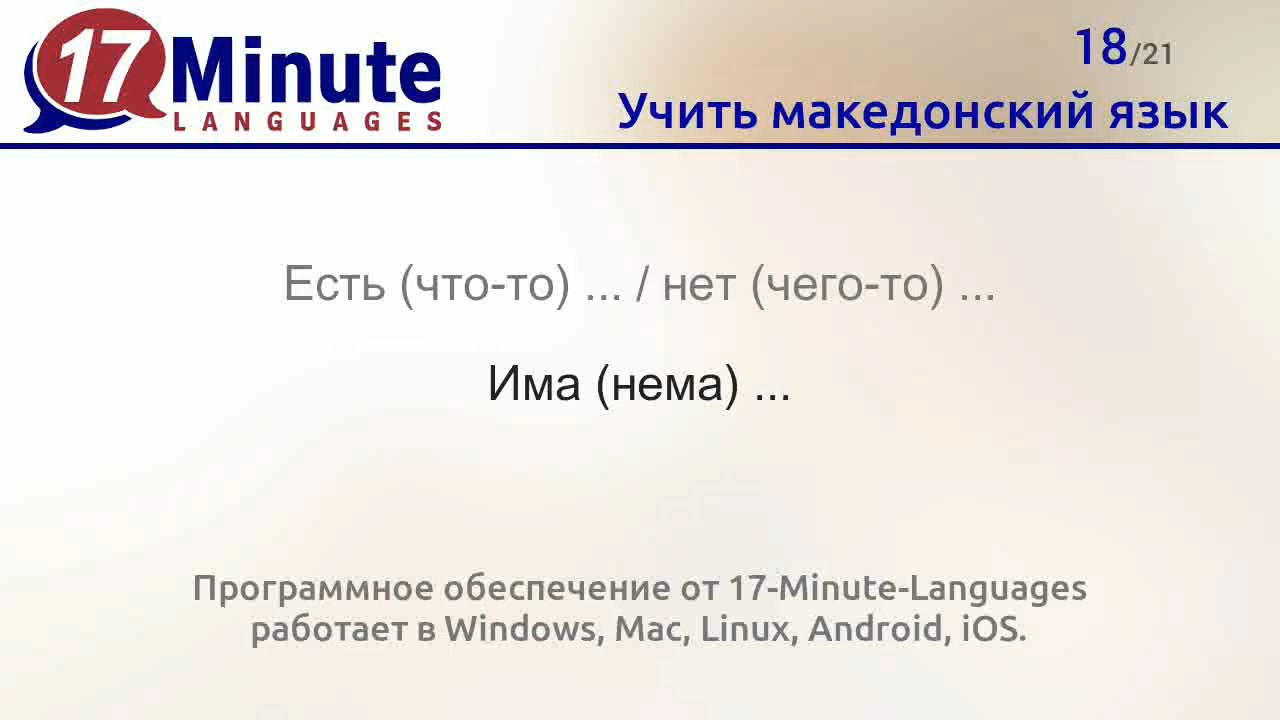 17 Minute
LANGUAGES
18/21
Учить македонский язык
Есть (что-то) ... / нет (чего-то) ...
Има (нема) ...
Программное обеспечение от 17-Minute-Languages
работает в Windows, Mac, Linux, Android, iOS.